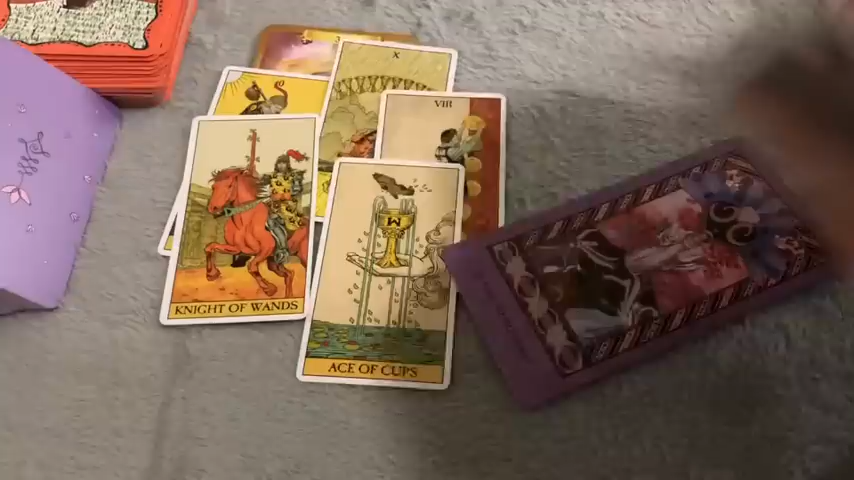 X
VIII
KNIGHT OF WANDS
ACE OF CUPS
W